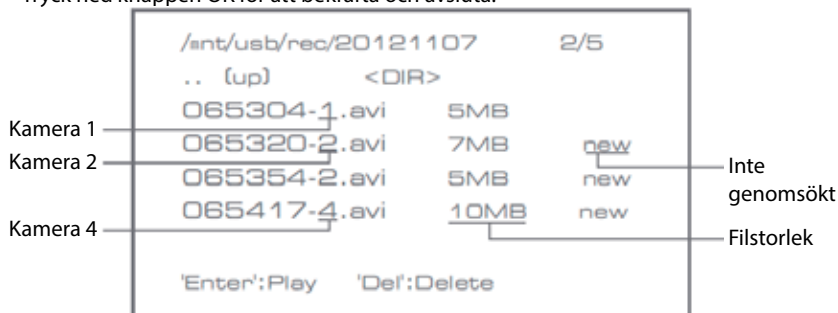 Tryck ned knappen OK för att bekräfta och avsluta.
/mnt/usb/rec/20121107 2/5
.. (up) <DIR>
065304-1.avi 5MB
Kamera 1
065320-2.avi 7MB new
Kamera 2
Inte
genomsökt
065354-2.avi 5MB new
065417-4.avi 10MB new
Kamera 4
Filstorlek
'Enter':Play 'Del':Delete